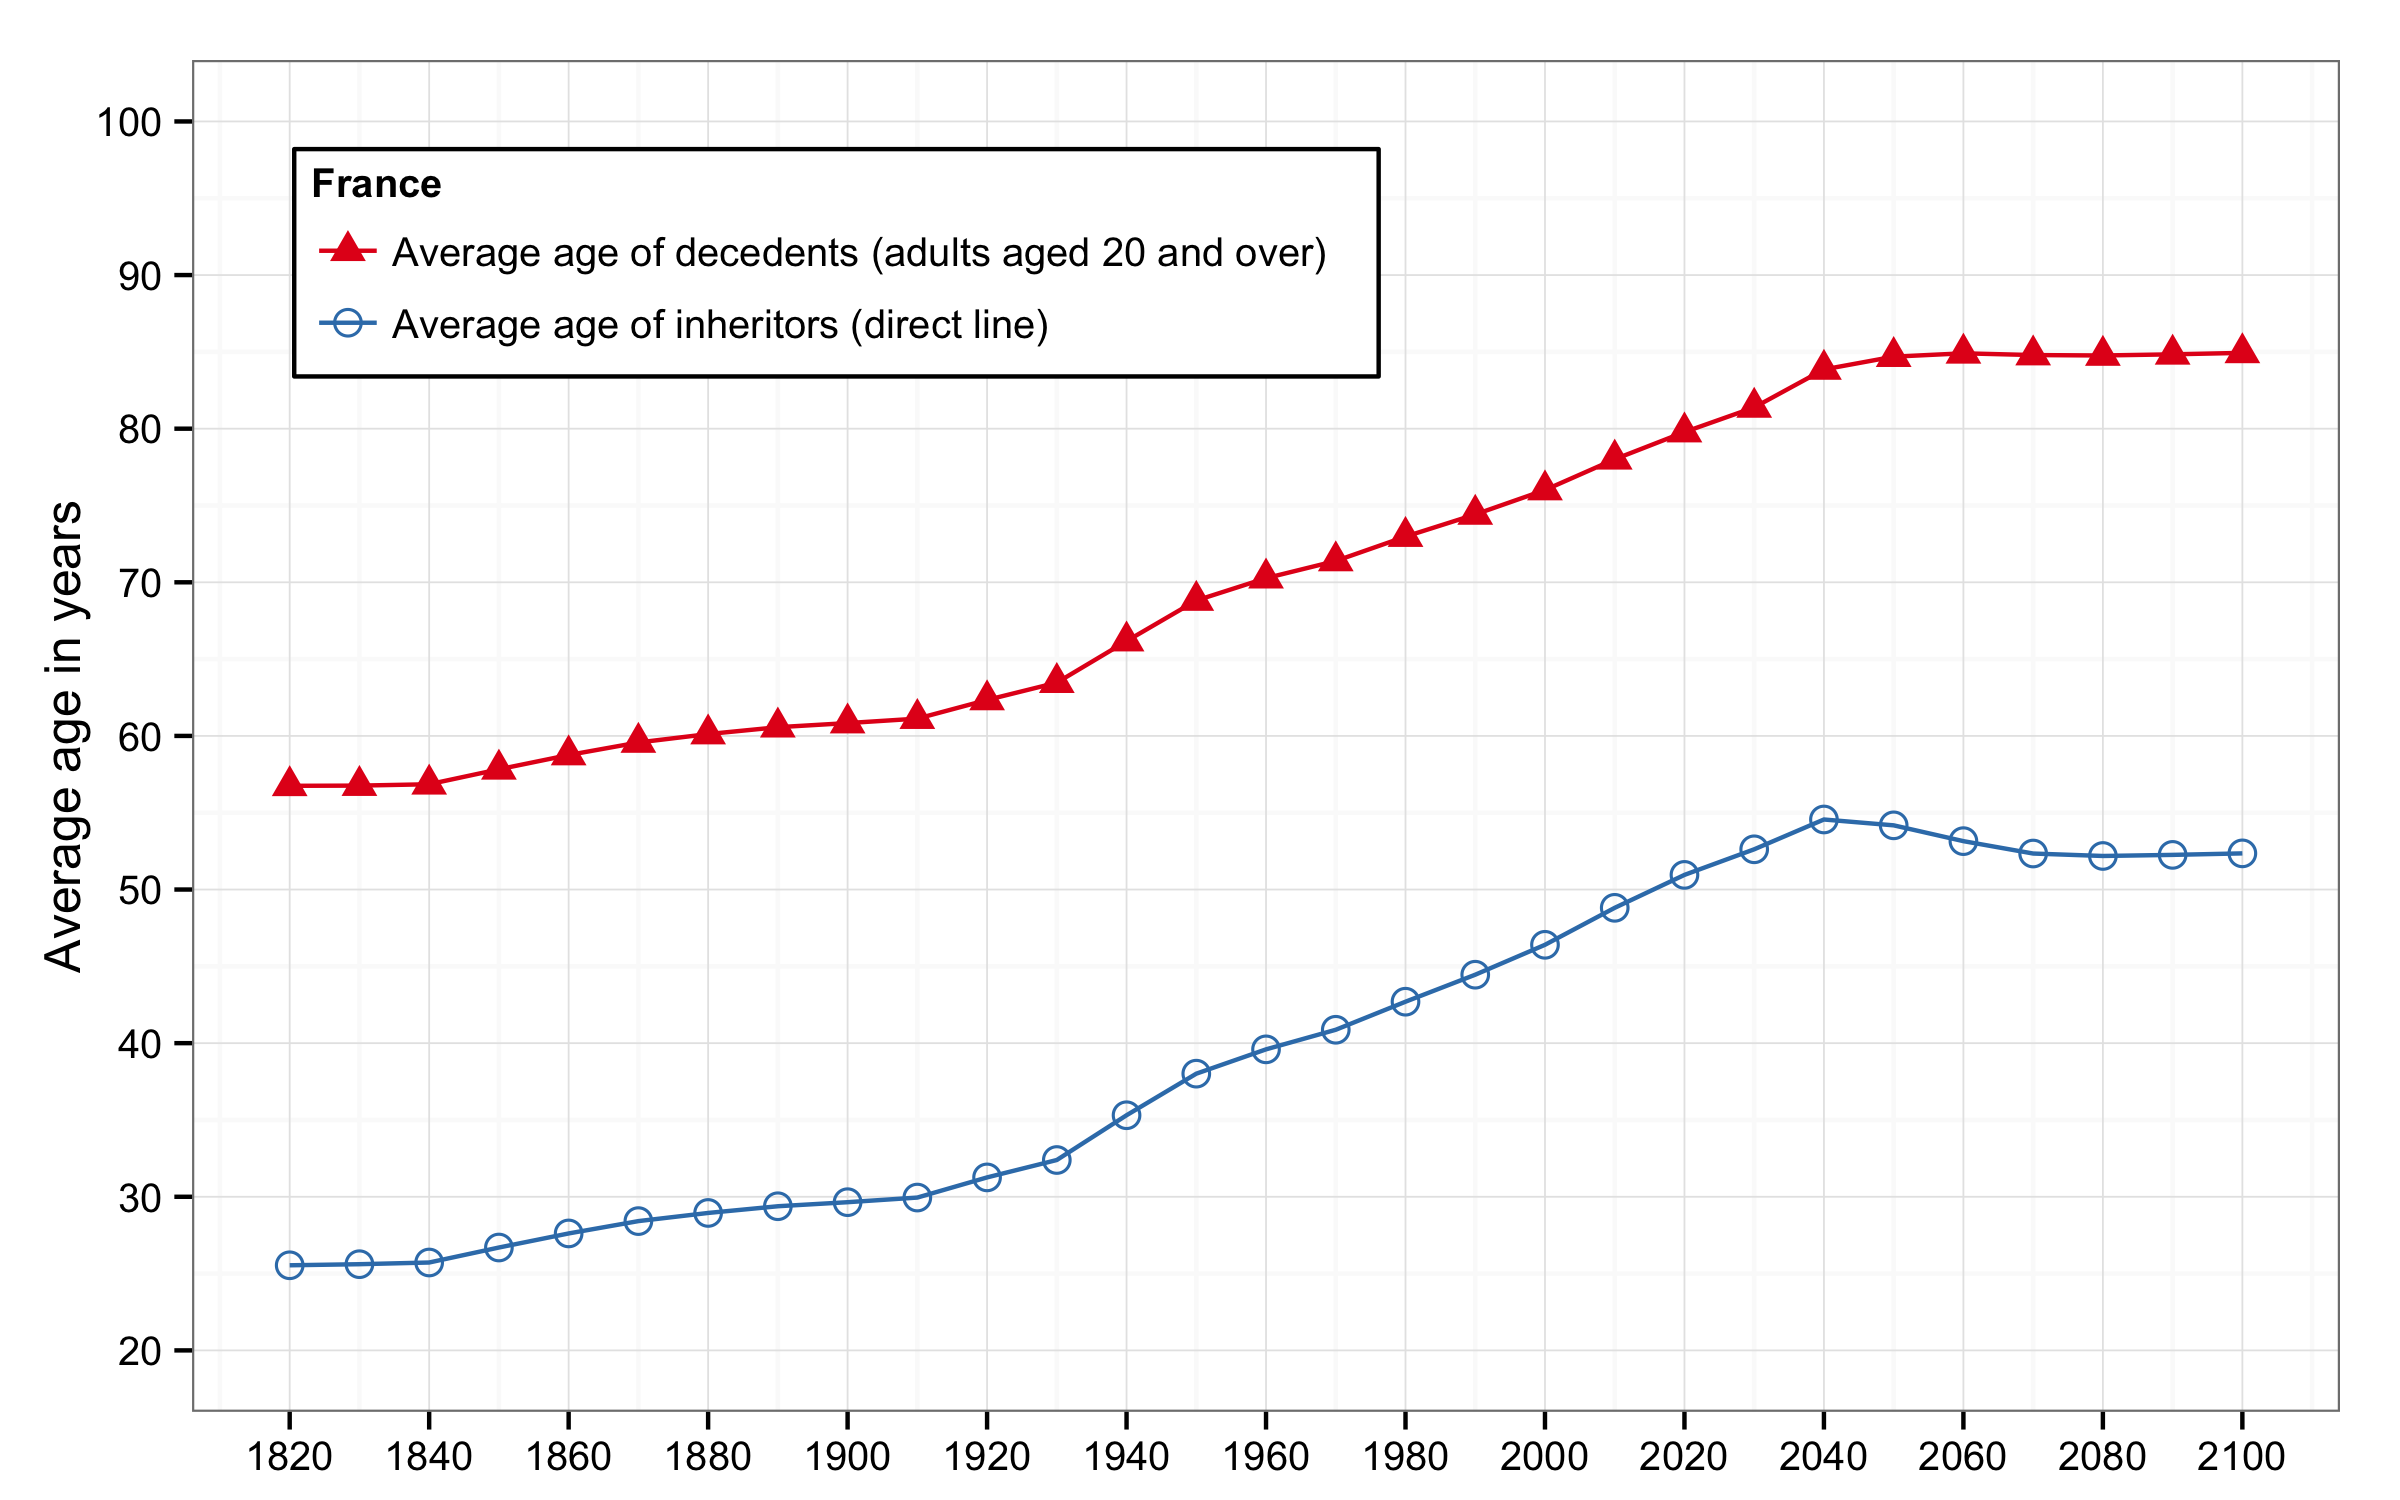 France
Average age of decedents (adults aged 20 and over)
Average age of inheritors (direct line)
Average age in years
100
90
80
70
60
50
40
30
20
1820 1840 1860 1880 1900 1920 1940 1960 1980 2000 2020 2040 2060 2080 2100